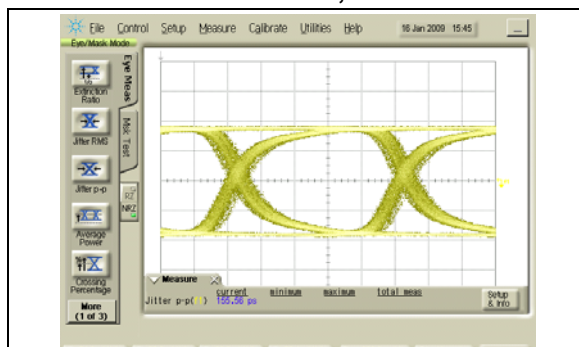 File Control Setup Measure Calibrate Utilities Help 16 Jan 2009 15:45
Eye/Mask Mode
Eye Meas
Mask Test
Extinction
Ratio
Jitter RMS
Jitter p-p
RZ
NRZ
Average
Power
Crossing
Percentage
More
(1 of 3)
Measure
current minimum maximum total meas
Jitter p-p( ) 155.56 ps
Setup
& Info